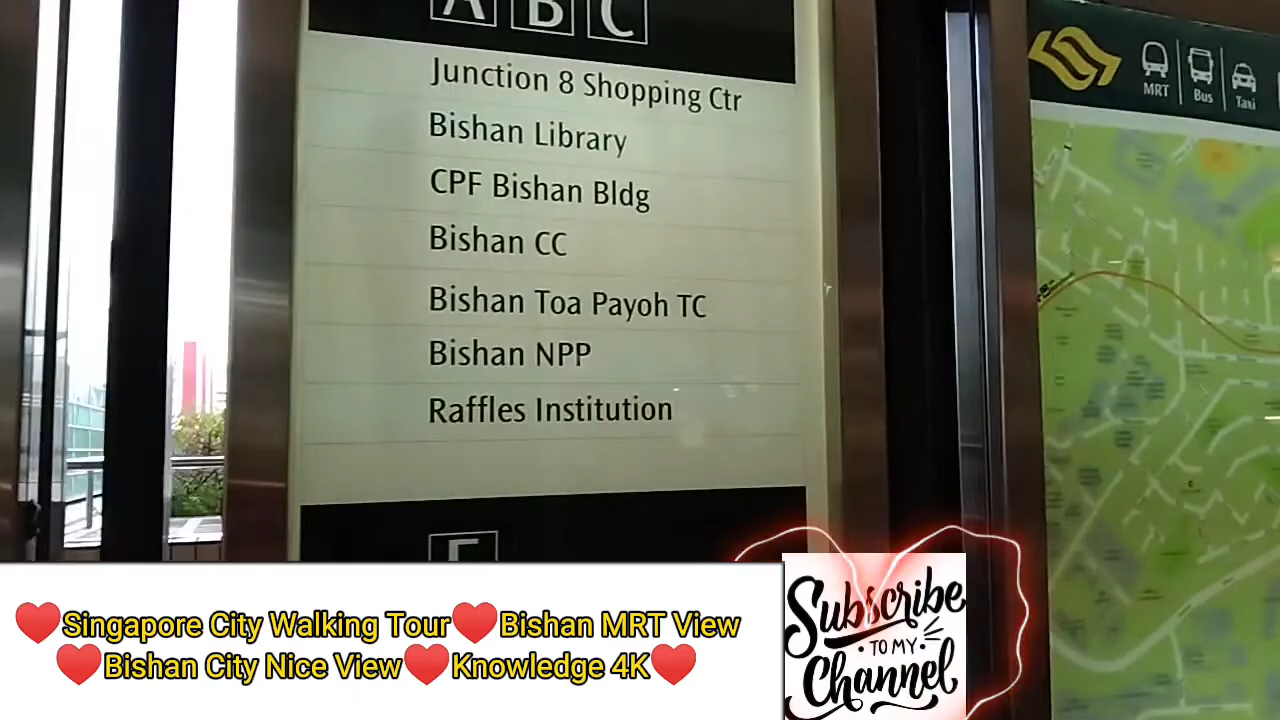 A B C
Junction 8 Shopping Ctr
Bishan Library
CPF Bishan Bldg
Bishan CC
Bishan Toa Payoh TC
Bishan NPP
Raffles Institution
MRT Bus Taxi
♥Singapore City Walking Tour♥Bishan MRT View
♥Bishan City Nice View♥Knowledge 4K♥
Subscribe
TO MY
Channel